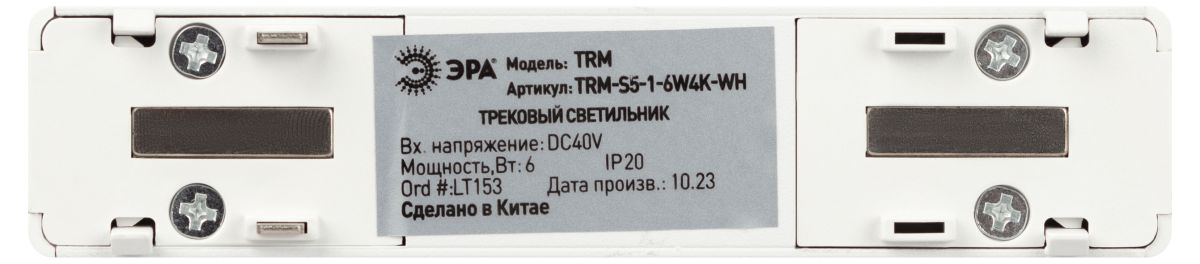 ЭРА Модель: TRM
Артикул: TRM-S5-1-6W4K-WH
ТРЕКОВЫЙ СВЕТИЛЬНИК
Вх. напряжение: DC40V
Мощность,Вт: 6 IP20
Ord #:LT153 Дата произв.: 10.23
Сделано в Китае